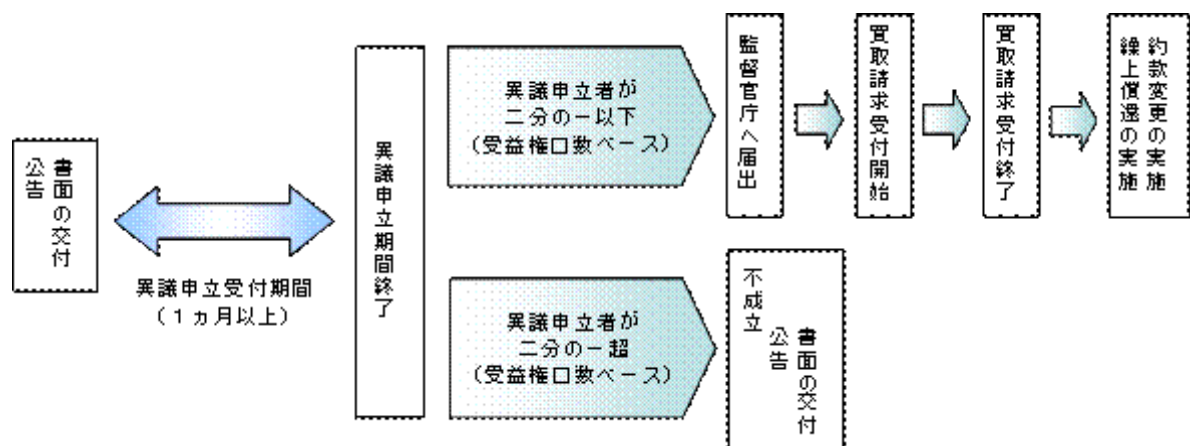 書面の交付
公告
異議申立受付期間
(1ヵ月以上)
異議申立期間終了
異議申立者が
二分の一以下
(受益権口数ベース)
監督官庁へ届出
買取請求受付開始
買取請求受付終了
約款変更の実施
繰上償還の実施
異議申立者が
二分の一超
(受益権口数ベース)
不成立
書面の交付
公告